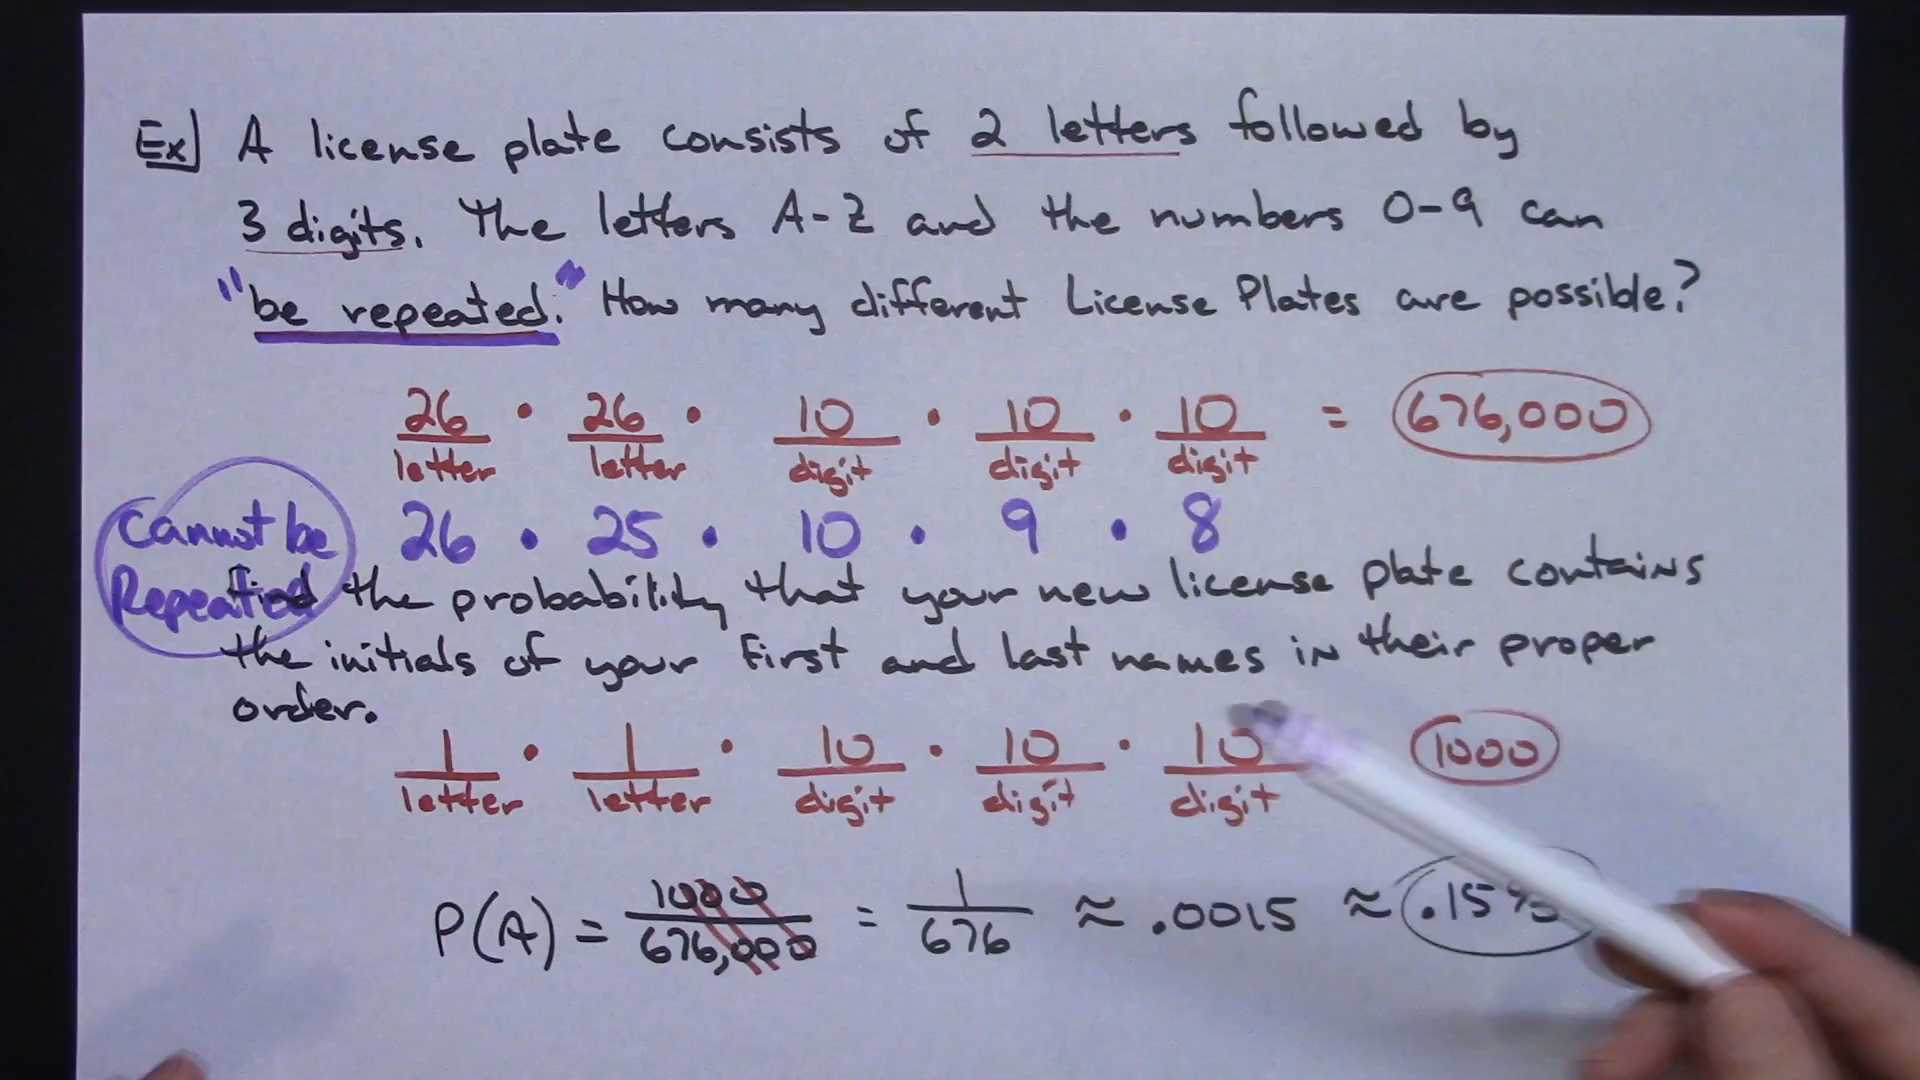 Ex] A license plate consists of 2 letters followed by
3 digits. The letters A-Z and the numbers 0-9 can
"be repeated." How many different License Plates are possible?
26 · 26 · 10 · 10 · 10 = 676,000
letter letter digit digit digit
Cannot be 26 · 25 · 10 · 9 · 8
Repeated
Find the probability that your new license plate contains
the initials of your First and last names in their proper
order.
1 · 1 · 10 · 10 · 10 1000
letter letter digit digit digit
P(A) = 1000/676,000 = 1/676 ≈ .0015 ≈ .15%